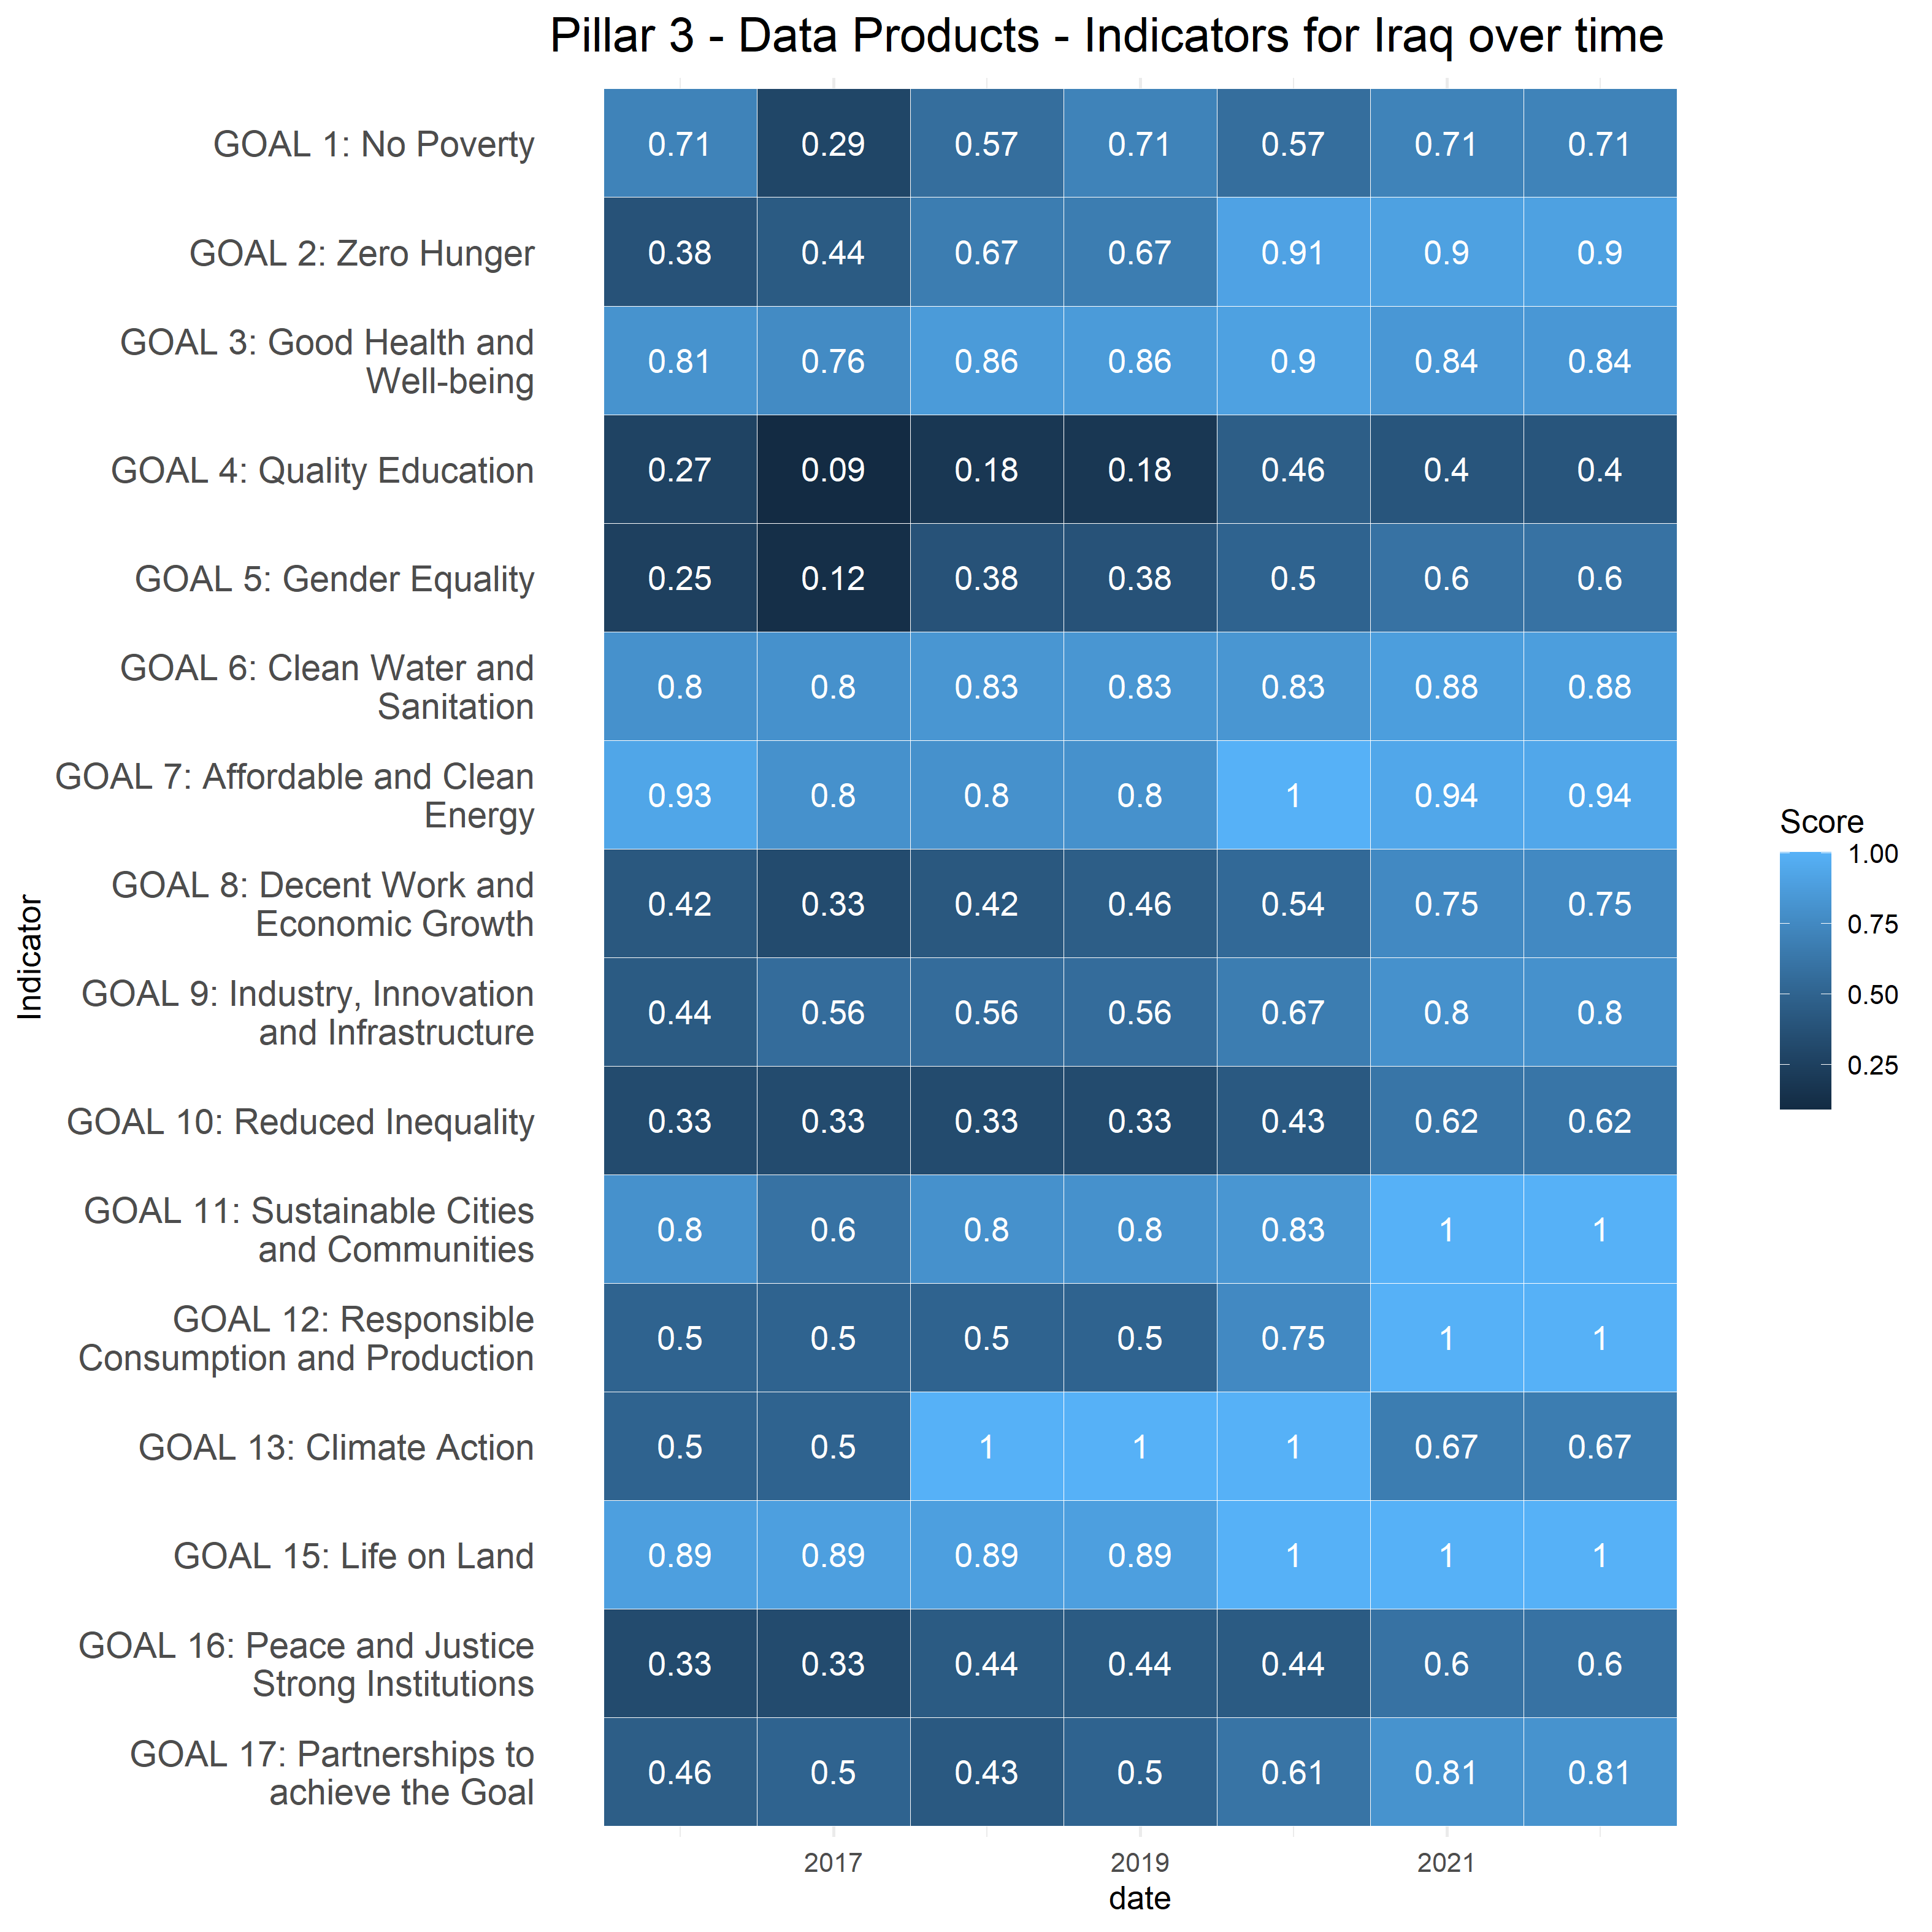 Pillar 3 - Data Products - Indicators for Iraq over time
GOAL 1: No Poverty
0.71 0.29 0.57 0.71 0.57 0.71 0.71
GOAL 2: Zero Hunger
0.38 0.44 0.67 0.67 0.91 0.9 0.9
GOAL 3: Good Health and
Well-being
0.81 0.76 0.86 0.86 0.9 0.84 0.84
GOAL 4: Quality Education
0.27 0.09 0.18 0.18 0.46 0.4 0.4
GOAL 5: Gender Equality
0.25 0.12 0.38 0.38 0.5 0.6 0.6
GOAL 6: Clean Water and
Sanitation
0.8 0.8 0.83 0.83 0.83 0.88 0.88
GOAL 7: Affordable and Clean
Energy
0.93 0.8 0.8 0.8 1 0.94 0.94
GOAL 8: Decent Work and
Economic Growth
0.42 0.33 0.42 0.46 0.54 0.75 0.75
GOAL 9: Industry, Innovation
and Infrastructure
0.44 0.56 0.56 0.56 0.67 0.8 0.8
GOAL 10: Reduced Inequality
0.33 0.33 0.33 0.33 0.43 0.62 0.62
GOAL 11: Sustainable Cities
and Communities
0.8 0.6 0.8 0.8 0.83 1 1
GOAL 12: Responsible
Consumption and Production
0.5 0.5 0.5 0.5 0.75 1 1
GOAL 13: Climate Action
0.5 0.5 1 1 1 0.67 0.67
GOAL 15: Life on Land
0.89 0.89 0.89 0.89 1 1 1
GOAL 16: Peace and Justice
Strong Institutions
0.33 0.33 0.44 0.44 0.44 0.6 0.6
GOAL 17: Partnerships to
achieve the Goal
0.46 0.5 0.43 0.5 0.61 0.81 0.81
2017 2019 2021
date
Indicator
Score
1.00
0.75
0.50
0.25